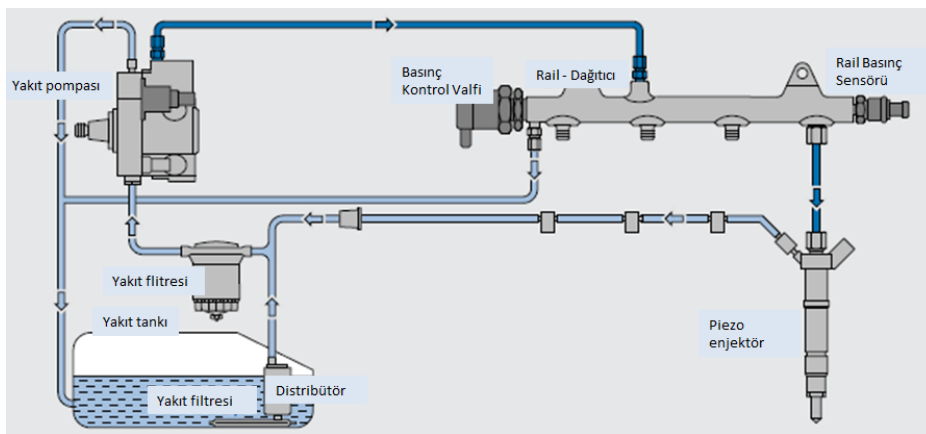 Yakıt pompası
Basınç
Kontrol Valfi
Rail - Dağıtıcı
Rail Basınç
Sensörü
Yakıt flitresi
Yakıt tankı
Piezo
enjektör
Yakıt filtresi
Distribütör